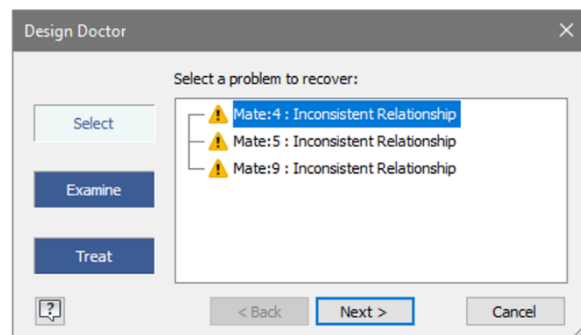 Design Doctor
Select a problem to recover:
Select
Examine
Treat
Mate:4 : Inconsistent Relationship
Mate:5 : Inconsistent Relationship
Mate:9 : Inconsistent Relationship
?
< Back
Next >
Cancel